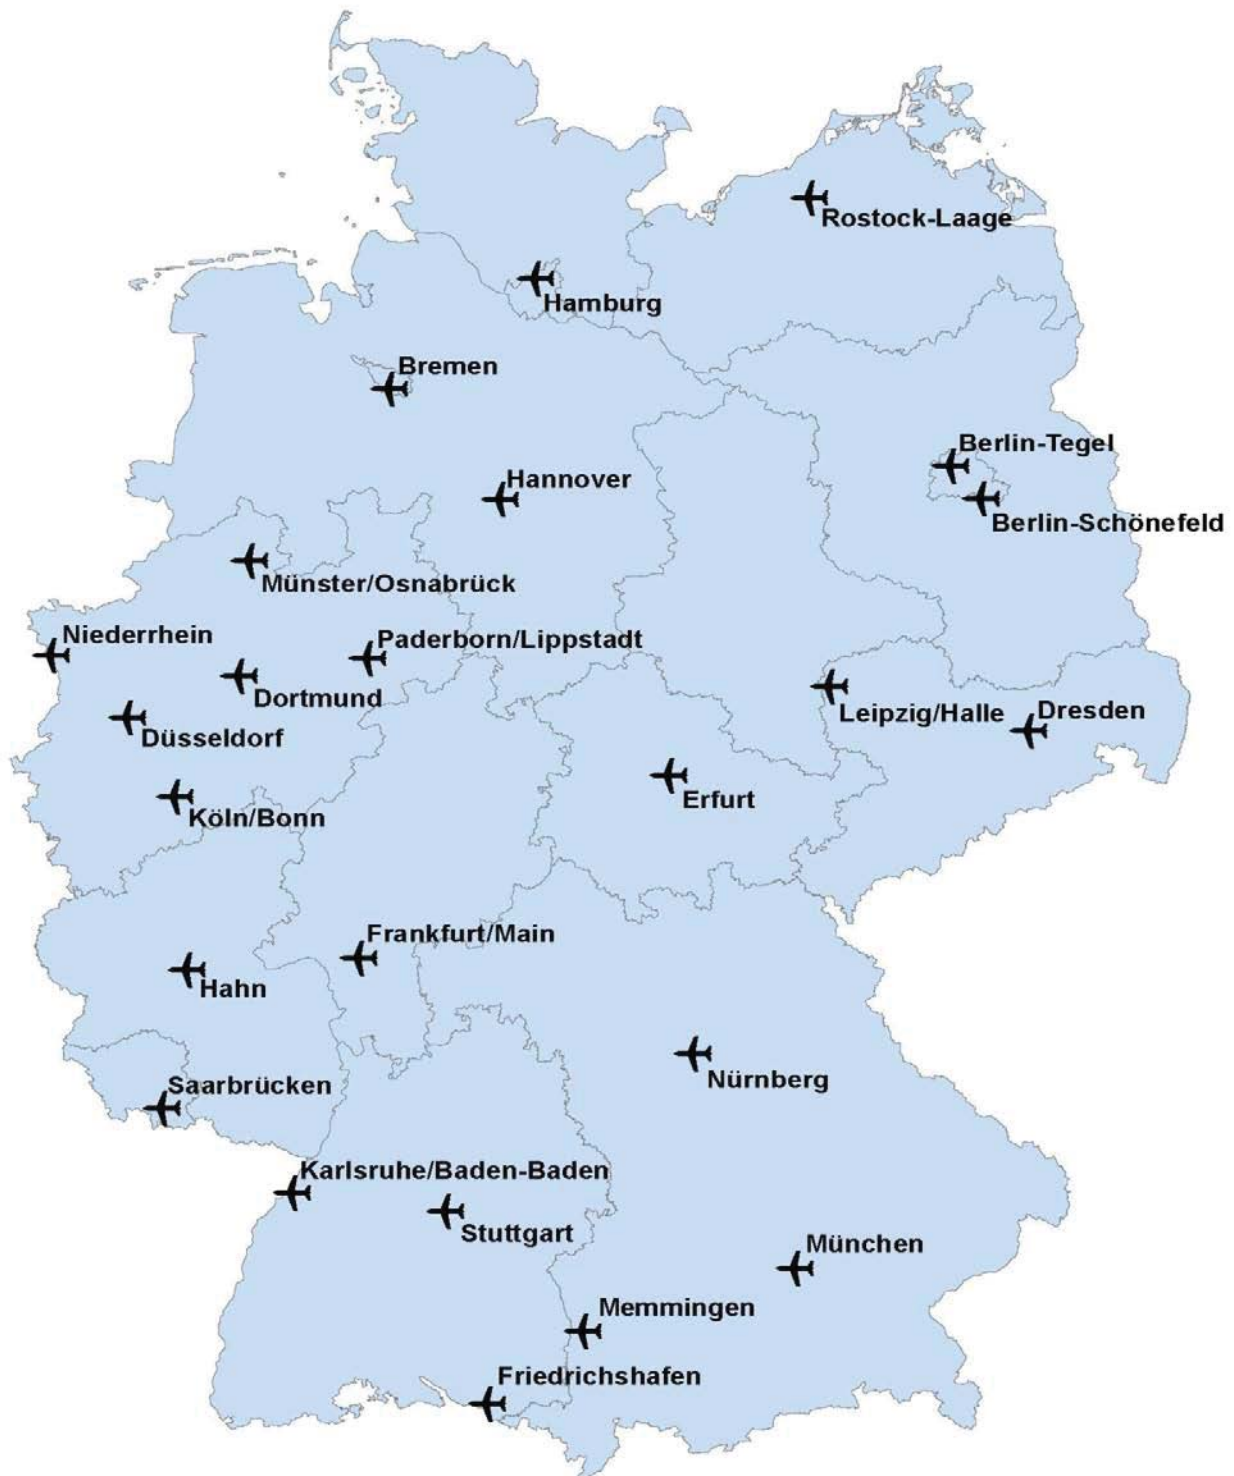 Rostock-Laage
Hamburg
Bremen
Berlin-Tegel
Hannover
Berlin-Schönefeld
Münster/Osnabrück
Niederrhein
Paderborn/Lippstadt
Dortmund
Leipzig/Halle
Dresden
Düsseldorf
Erfurt
Köln/Bonn
Frankfurt/Main
Hahn
Nürnberg
Saarbrücken
Karlsruhe/Baden-Baden
Stuttgart
München
Memmingen
Friedrichshafen